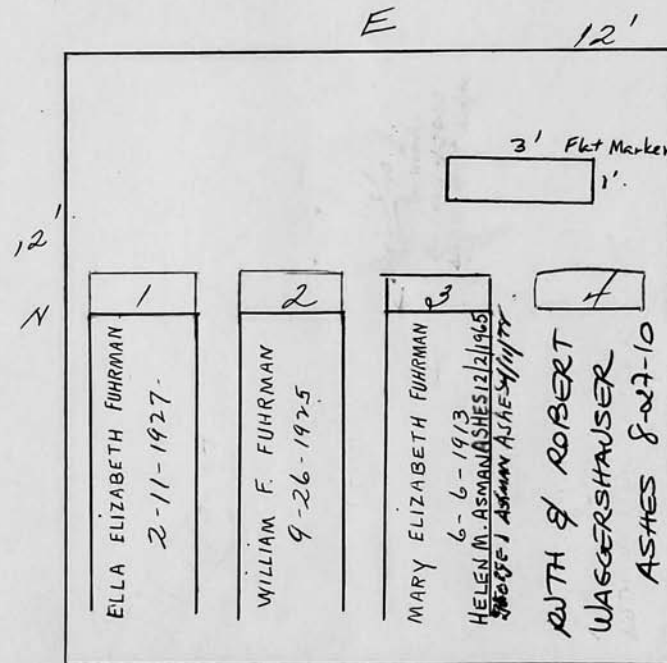 E
12'
3' Flat Marker
1'
12'
N
1
2
3
4
ELLA ELIZABETH FUHRMAN
2-11-1927
WILLIAM F. FUHRMAN
9-26-1925
MARY ELIZABETH FUHRMAN
6-6-1913
HELEN M. ASMAN ASHES 12/2/1965
ASMAN ASHES
RUTH & ROBERT
WAGGERSHAUSER
ASHES 8-27-10